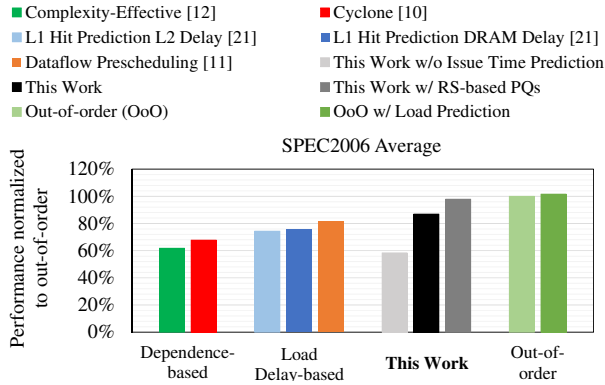 Complexity-Effective [12]
Cyclone [10]
L1 Hit Prediction L2 Delay [21]
L1 Hit Prediction DRAM Delay [21]
Dataflow Prescheduling [11]
This Work w/o Issue Time Prediction
This Work
This Work w/ RS-based PQs
Out-of-order (OoO)
OoO w/ Load Prediction
SPEC2006 Average
Performance normalized
to out-of-order
120%
100%
80%
60%
40%
20%
0%
Dependence-
based
Load
Delay-based
This Work
Out-of-
order